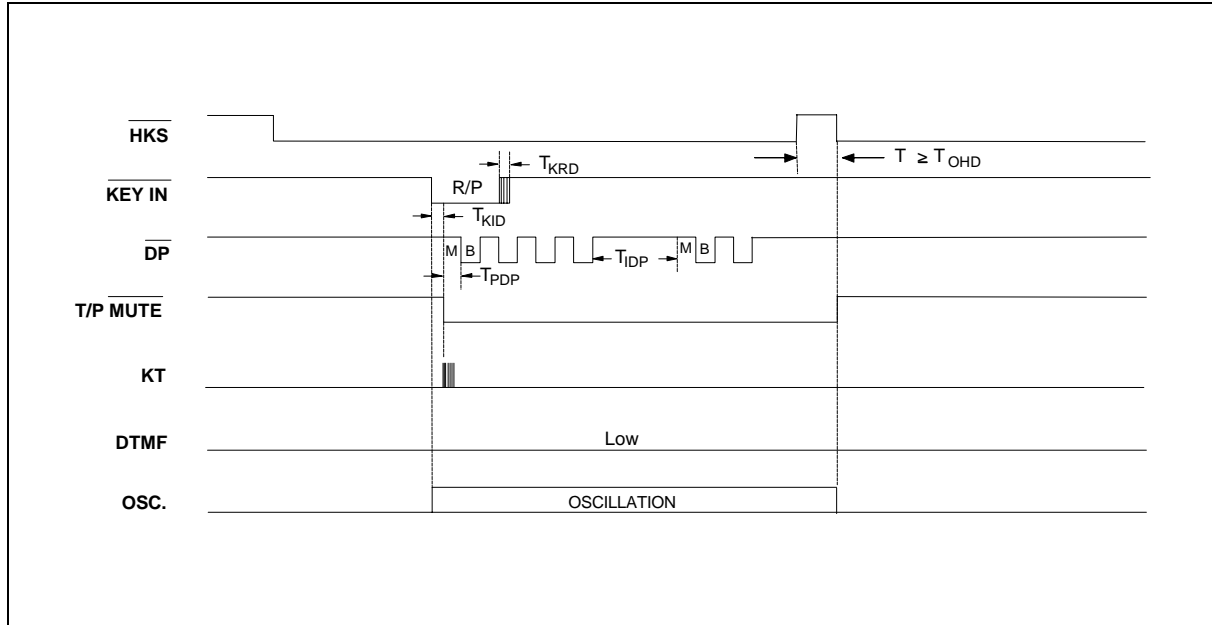 HKS
T ≥ TOHD
TKRD
KEY IN
R/P
TKID
DP
M B
TIDP
M B
TPDP
T/P MUTE
KT
DTMF
Low
OSC.
OSCILLATION